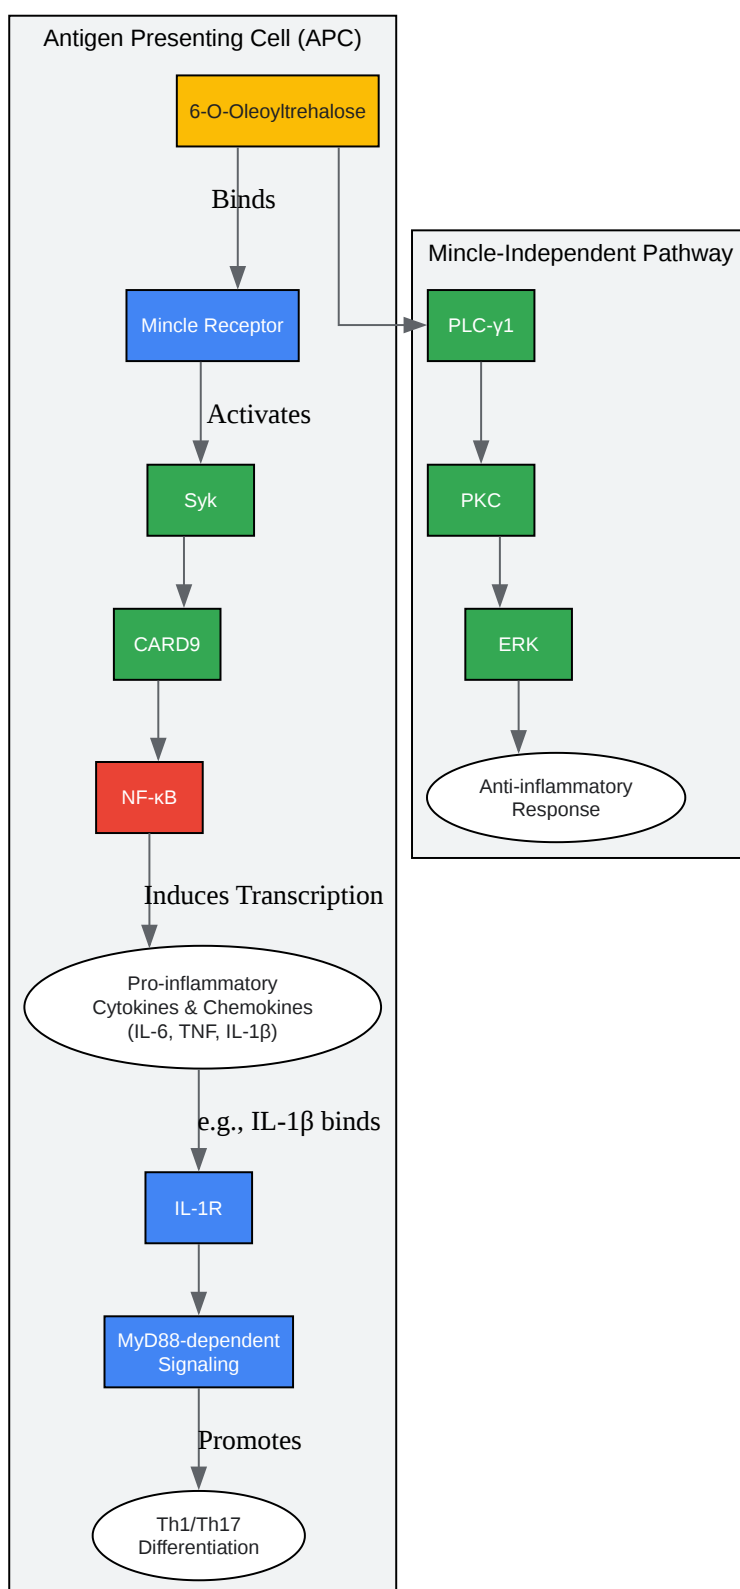 Antigen Presenting Cell (APC)
6-O-Oleoyltrehalose
Binds
Mincle Receptor
Activates
Syk
CARD9
NF-κB
Induces Transcription
Pro-inflammatory
Cytokines & Chemokines
(IL-6, TNF, IL-1β)
e.g., IL-1β binds
IL-1R
MyD88-dependent
Signaling
Promotes
Th1/Th17
Differentiation
Mincle-Independent Pathway
PLC-γ1
PKC
ERK
Anti-inflammatory
Response